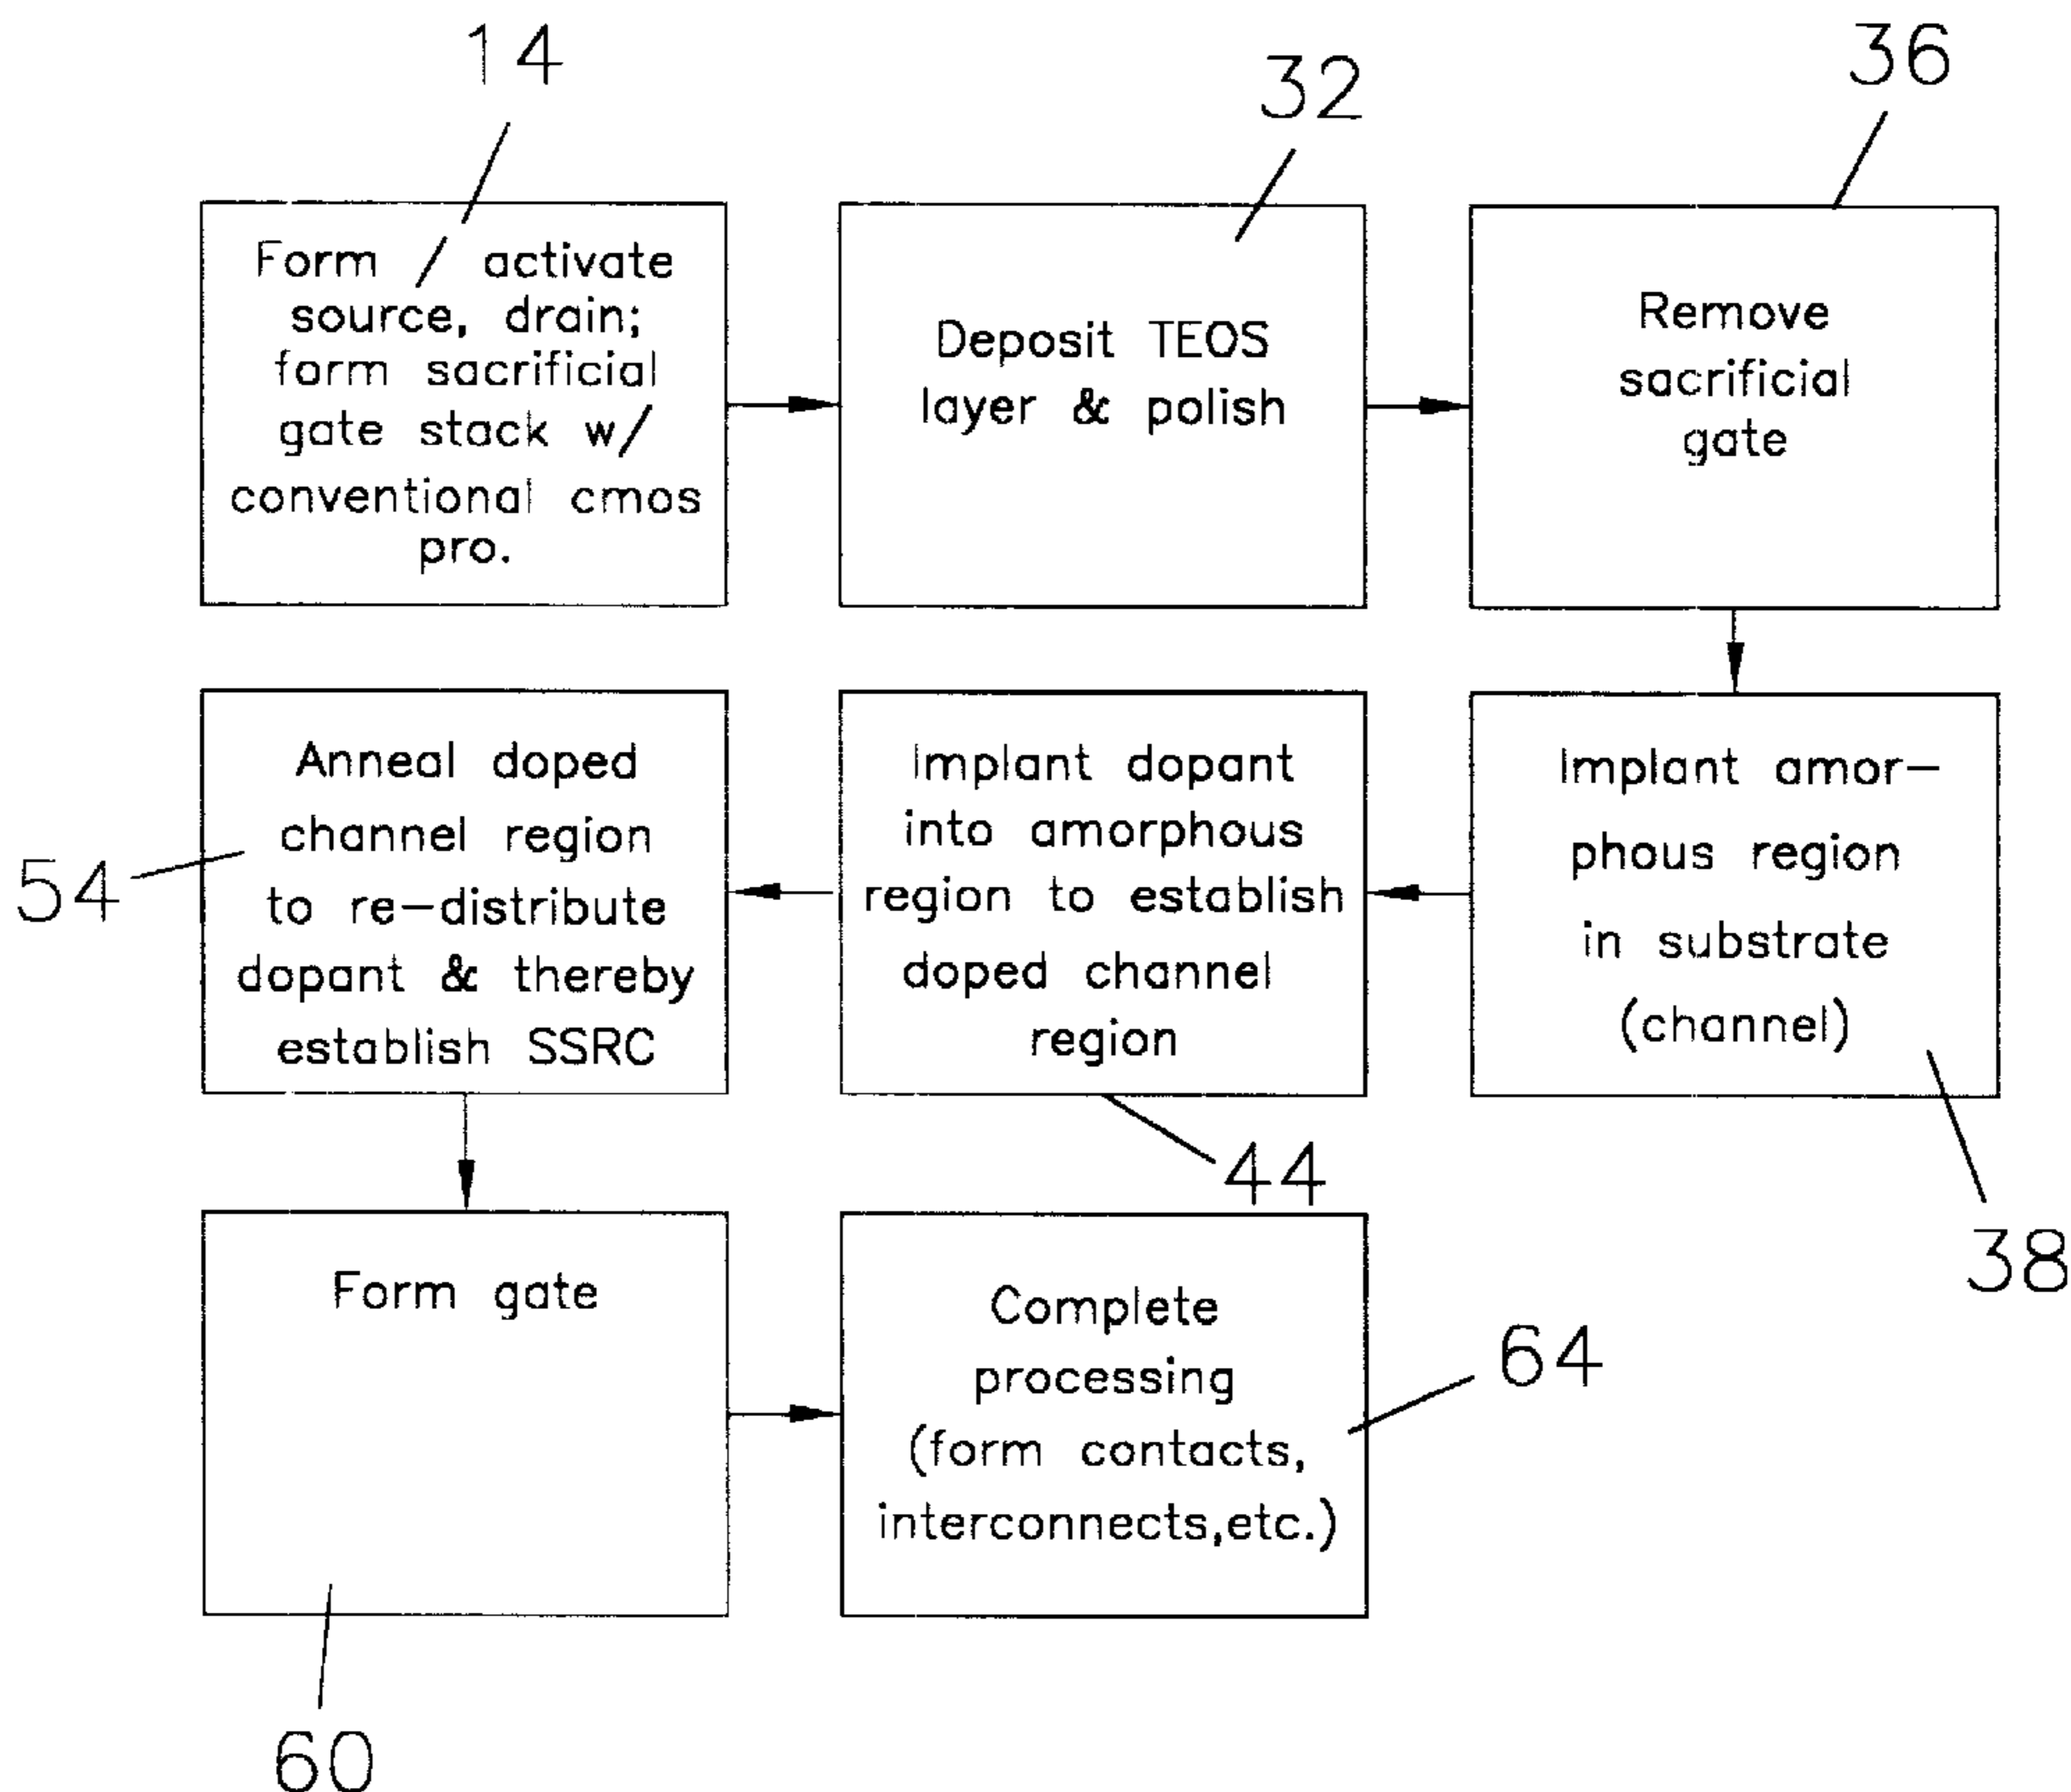 14
32
36
Form / activate
source, drain;
form sacrificial
gate stack w/
conventional cmos
pro.
Deposit TEOS
layer & polish
Remove
sacrificial
gate
Implant amor-
phous region
in substrate
(channel)
38
Implant dopant
into amorphous
region to establish
doped channel
region
44
Anneal doped
channel region
to re-distribute
dopant & thereby
establish SSRC
54
Form gate
60
Complete
processing
(form contacts,
interconnects,etc.)
64